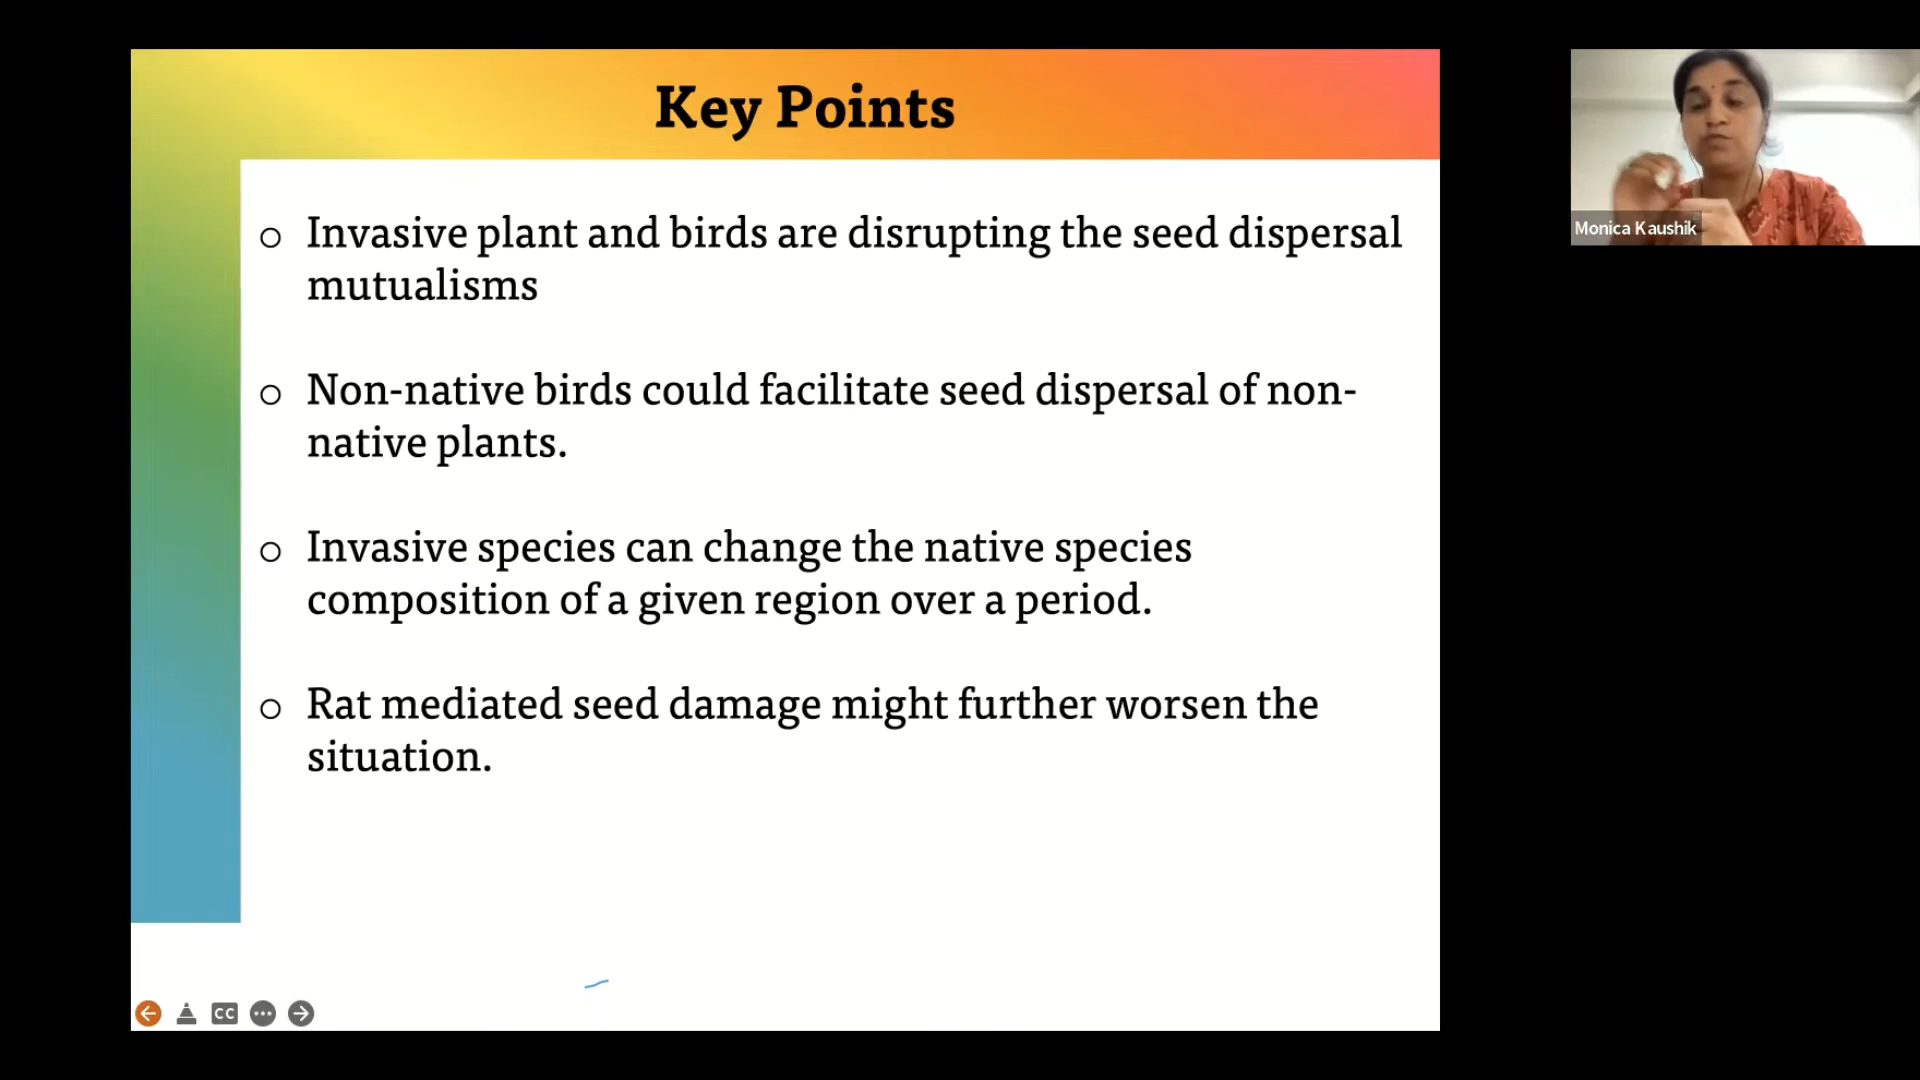 Key Points
Monica Kaushik
○ Invasive plant and birds are disrupting the seed dispersal
mutualisms
○ Non-native birds could facilitate seed dispersal of non-
native plants.
○ Invasive species can change the native species
composition of a given region over a period.
○ Rat mediated seed damage might further worsen the
situation.
CC